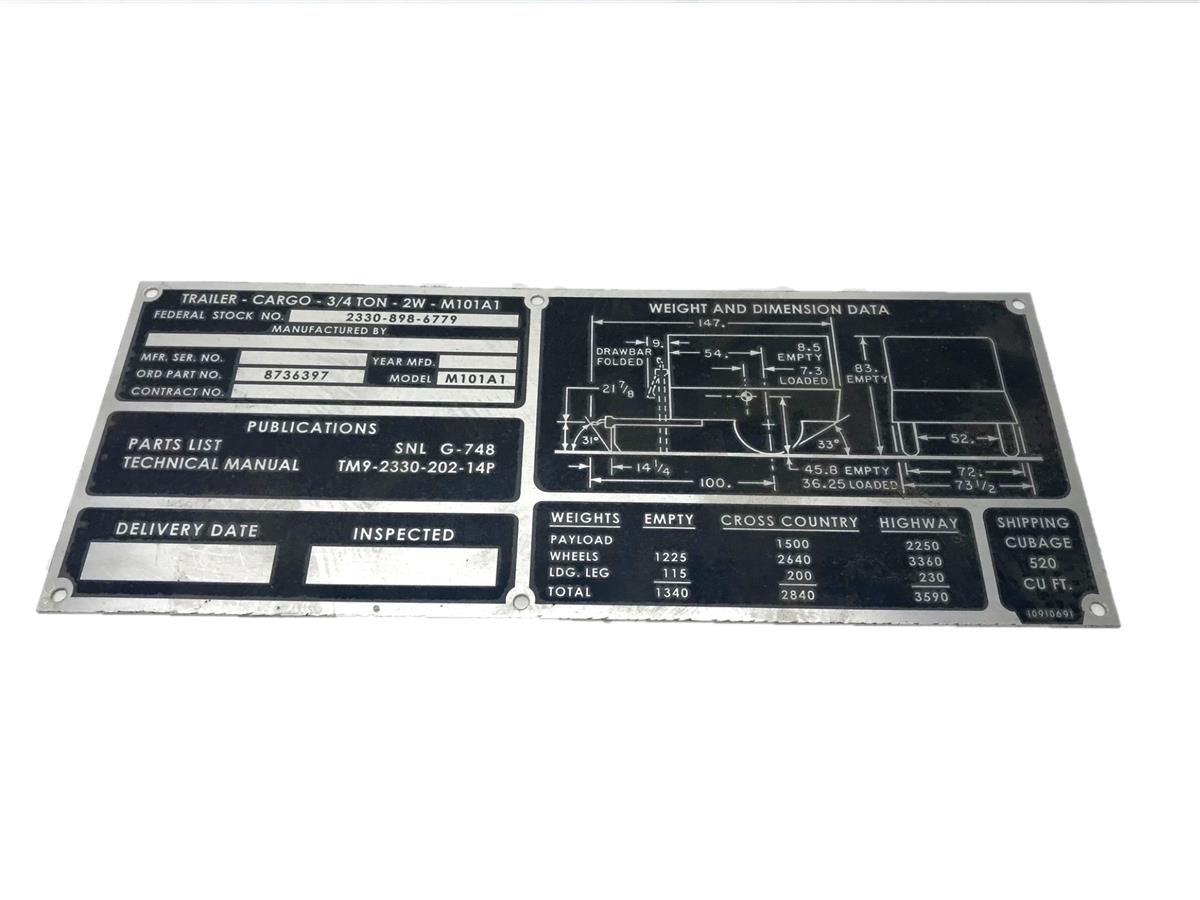 TRAILER - CARGO - 3/4 TON - 2W - M101A1
FEDERAL STOCK NO. 2330-898-6779
MANUFACTURED BY
MFR. SER. NO. YEAR MFD.
ORD PART NO. 8736397 MODEL M101A1
CONTRACT NO.
PUBLICATIONS
PARTS LIST SNL G-748
TECHNICAL MANUAL TM9-2330-202-14P
DELIVERY DATE INSPECTED
WEIGHT AND DIMENSION DATA
147.
9.
DRAWBAR
FOLDED
54.
8.5
EMPTY
7.3
LOADED
83.
EMPTY
21 7/8
31°
33°
52.
14 1/4
45.8 EMPTY
36.25 LOADED
100.
72.
73 1/2
WEIGHTS EMPTY CROSS COUNTRY HIGHWAY
PAYLOAD 1500 2250
WHEELS 1225 2640 3360
LDG. LEG 115 200 230
TOTAL 1340 2840 3590
SHIPPING
CUBAGE
520
CU FT.
10910691